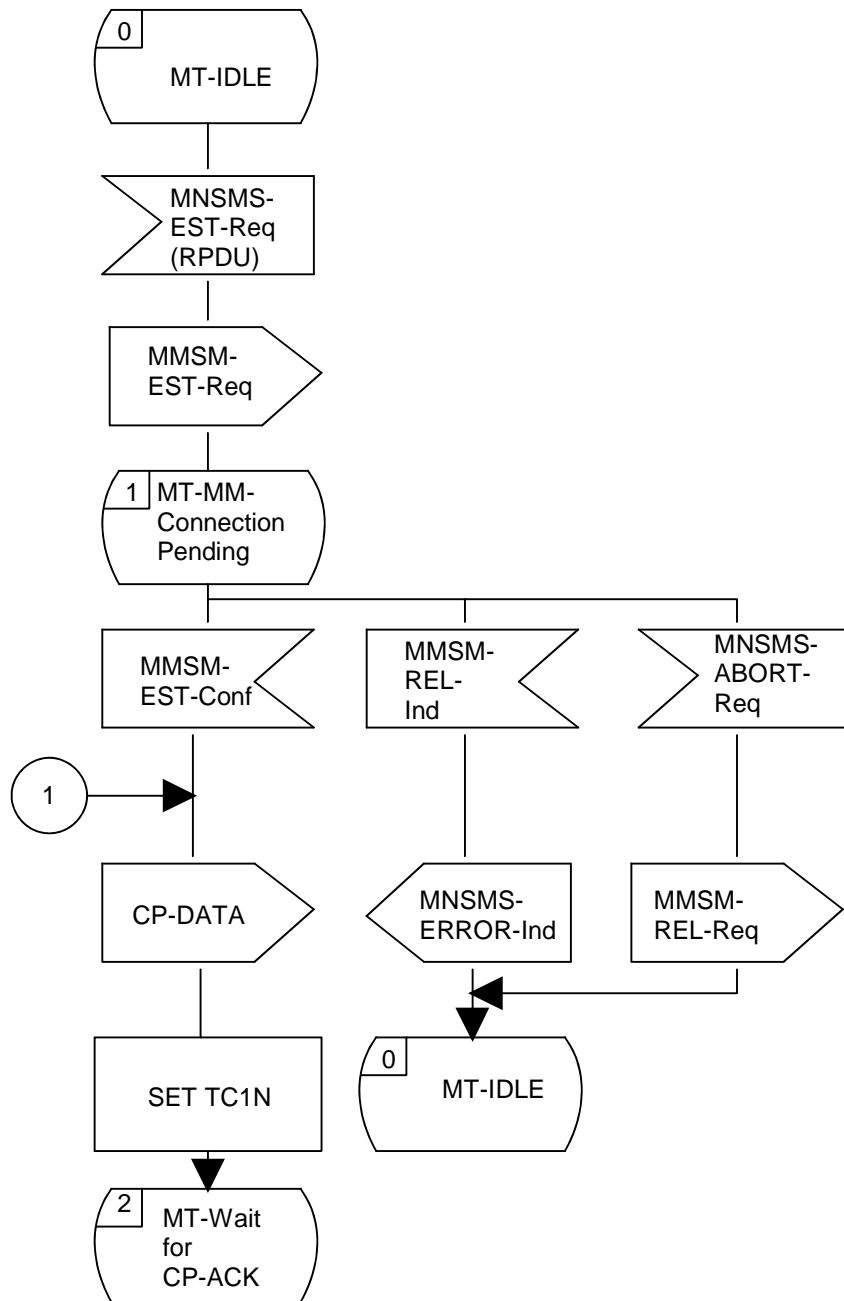 0
MT-IDLE
MNSMS-
EST-Req
(RPDU)
MMSM-
EST-Req
1
MT-MM-
Connection
Pending
MMSM-
EST-Conf
MMSM-
REL-
Ind
MNSMS-
ABORT-
Req
1
CP-DATA
MNSMS-
ERROR-Ind
MMSM-
REL-Req
SET TC1N
0
MT-IDLE
2
MT-Wait
for
CP-ACK